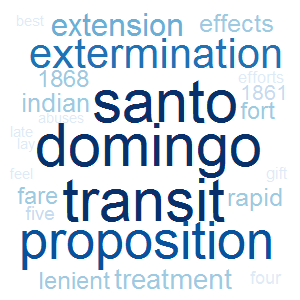 best extension effects
extermination
1868 efforts
1861
indian santo fort
abuses
late domingo
lay
feel transit gift
fare rapid
five
proposition
lenient treatment four